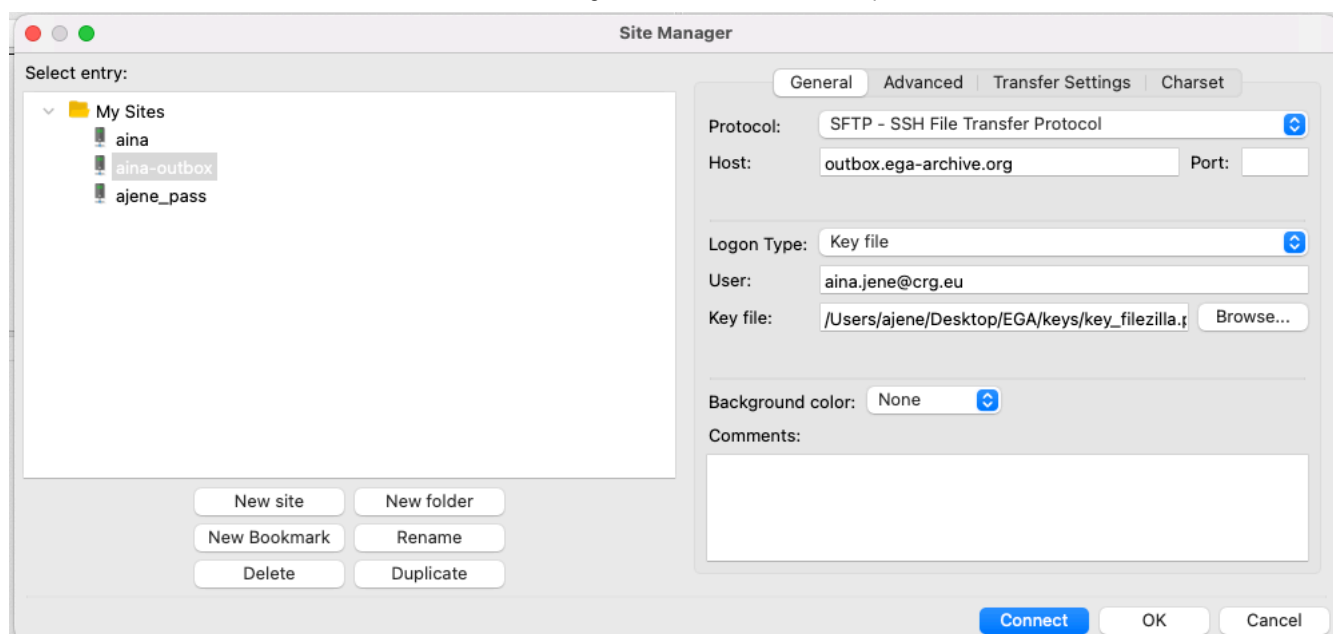 Site Manager
Select entry:
My Sites
aina
aina-outbox
ajene_pass
New site New folder
New Bookmark Rename
Delete Duplicate
General Advanced Transfer Settings Charset
Protocol: SFTP - SSH File Transfer Protocol
Host: outbox.ega-archive.org Port:
Logon Type: Key file
User: aina.jene@crg.eu
Key file: /Users/ajene/Desktop/EGA/keys/key_filezilla.p Browse...
Background color: None
Comments:
Connect OK Cancel